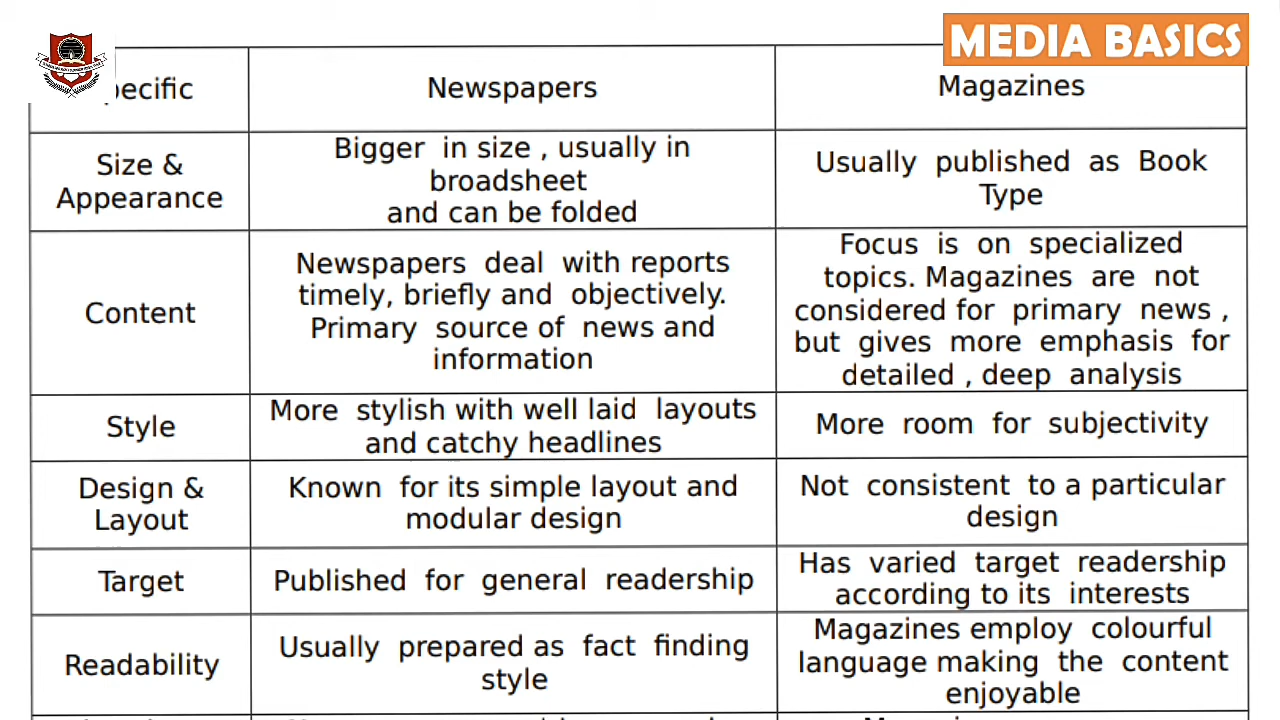 MEDIA BASICS
pecific
Newspapers
Magazines
Size &
Appearance
Bigger in size , usually in
broadsheet
and can be folded
Usually published as Book
Type
Content
Newspapers deal with reports
timely, briefly and objectively.
Primary source of news and
information
Focus is on specialized
topics. Magazines are not
considered for primary news ,
but gives more emphasis for
detailed , deep analysis
Style
More stylish with well laid layouts
and catchy headlines
More room for subjectivity
Design &
Layout
Known for its simple layout and
modular design
Not consistent to a particular
design
Target
Published for general readership
Has varied target readership
according to its interests
Readability
Usually prepared as fact finding
style
Magazines employ colourful
language making the content
enjoyable